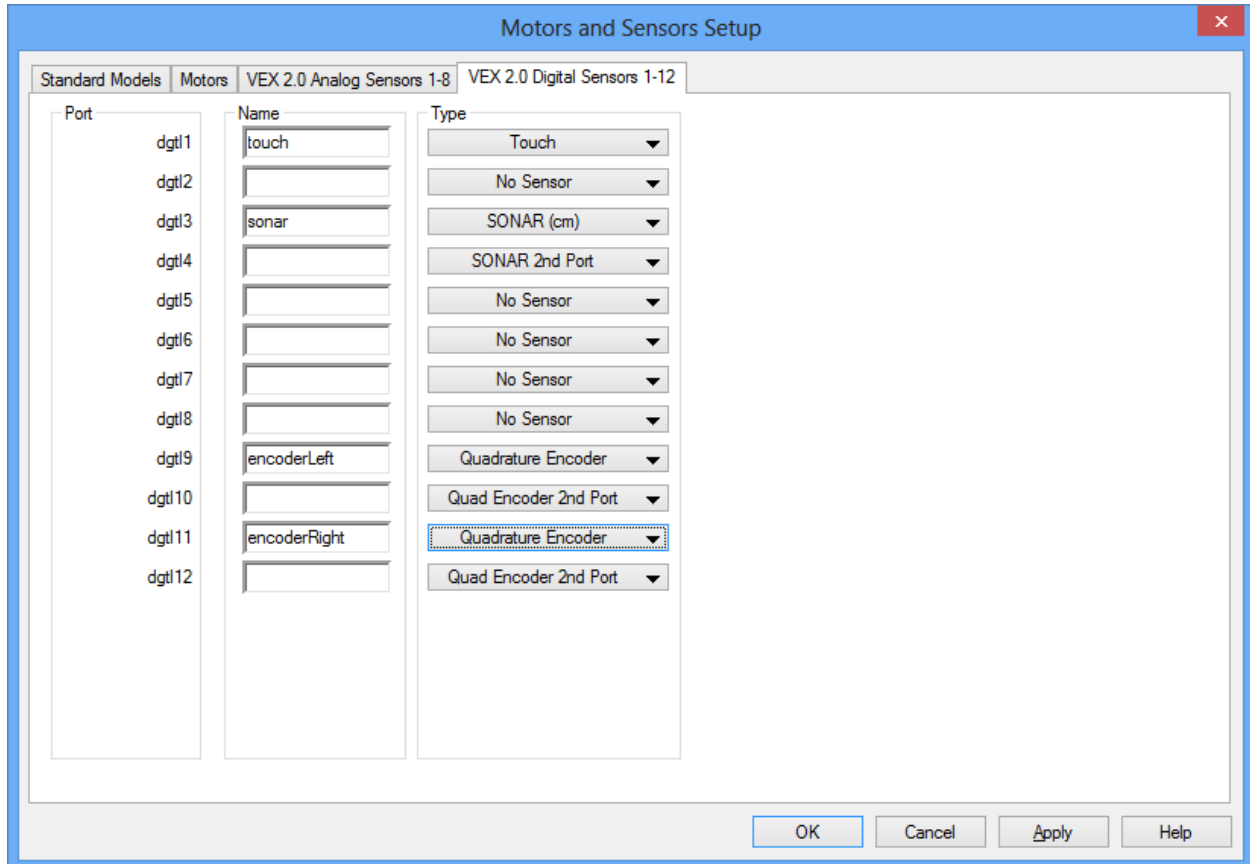 Motors and Sensors Setup
Standard Models Motors VEX 2.0 Analog Sensors 1-8 VEX 2.0 Digital Sensors 1-12
Port Name Type
dgtl1 touch Touch
dgtl2 No Sensor
dgtl3 sonar SONAR (cm)
dgtl4 SONAR 2nd Port
dgtl5 No Sensor
dgtl6 No Sensor
dgtl7 No Sensor
dgtl8 No Sensor
dgtl9 encoderLeft Quadrature Encoder
dgtl10 Quad Encoder 2nd Port
dgtl11 encoderRight Quadrature Encoder
dgtl12 Quad Encoder 2nd Port
OK Cancel Apply Help